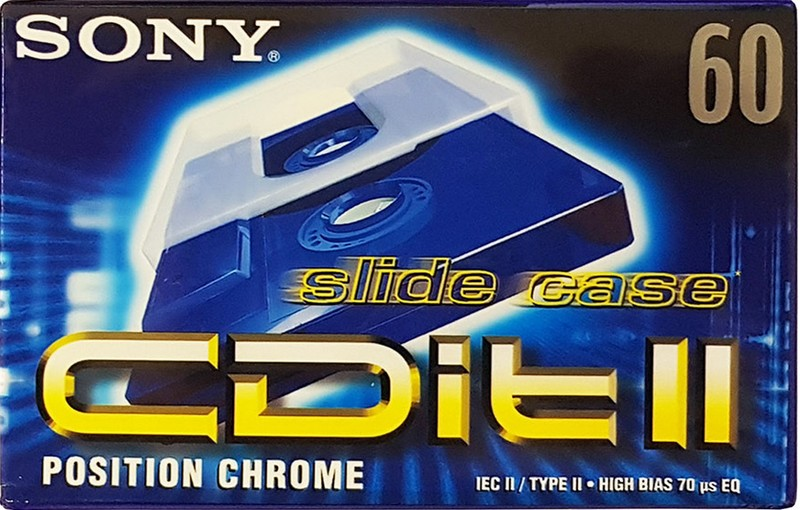 SONY®
60
slide case
CDit II
POSITION CHROME
IEC II / TYPE II • HIGH BIAS 70 µs EQ